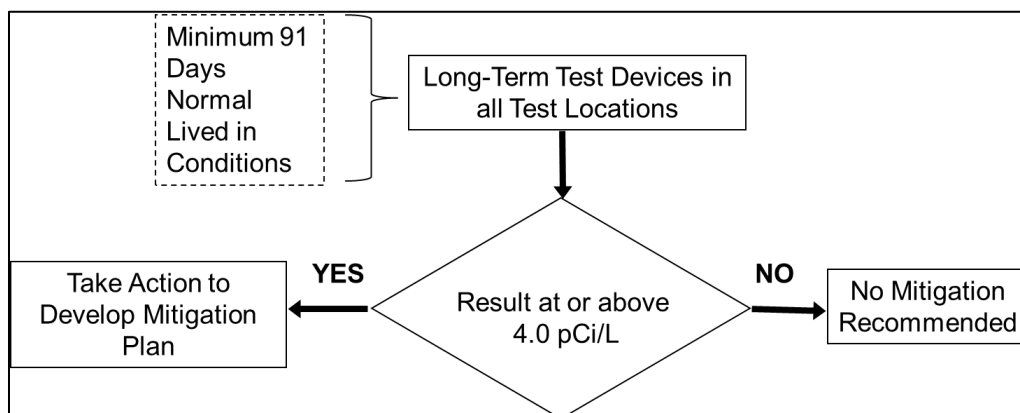 Minimum 91
Days
Normal
Lived in
Conditions
Long-Term Test Devices in
all Test Locations
YES
NO
Take Action to
Develop Mitigation
Plan
Result at or above
4.0 pCi/L
No Mitigation
Recommended